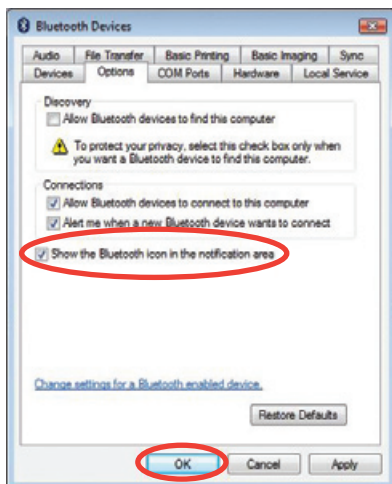 Bluetooth Devices
Audio File Transfer Basic Printing Basic Imaging Sync
Devices Options COM Ports Hardware Local Service
Discovery
Allow Bluetooth devices to find this computer
To protect your privacy, select this check box only when
you want a Bluetooth device to find this computer.
Connections
Allow Bluetooth devices to connect to this computer
Alert me when a new Bluetooth device wants to connect
Show the Bluetooth icon in the notification area
Change settings for a Bluetooth enabled device.
Restore Defaults
OK Cancel Apply